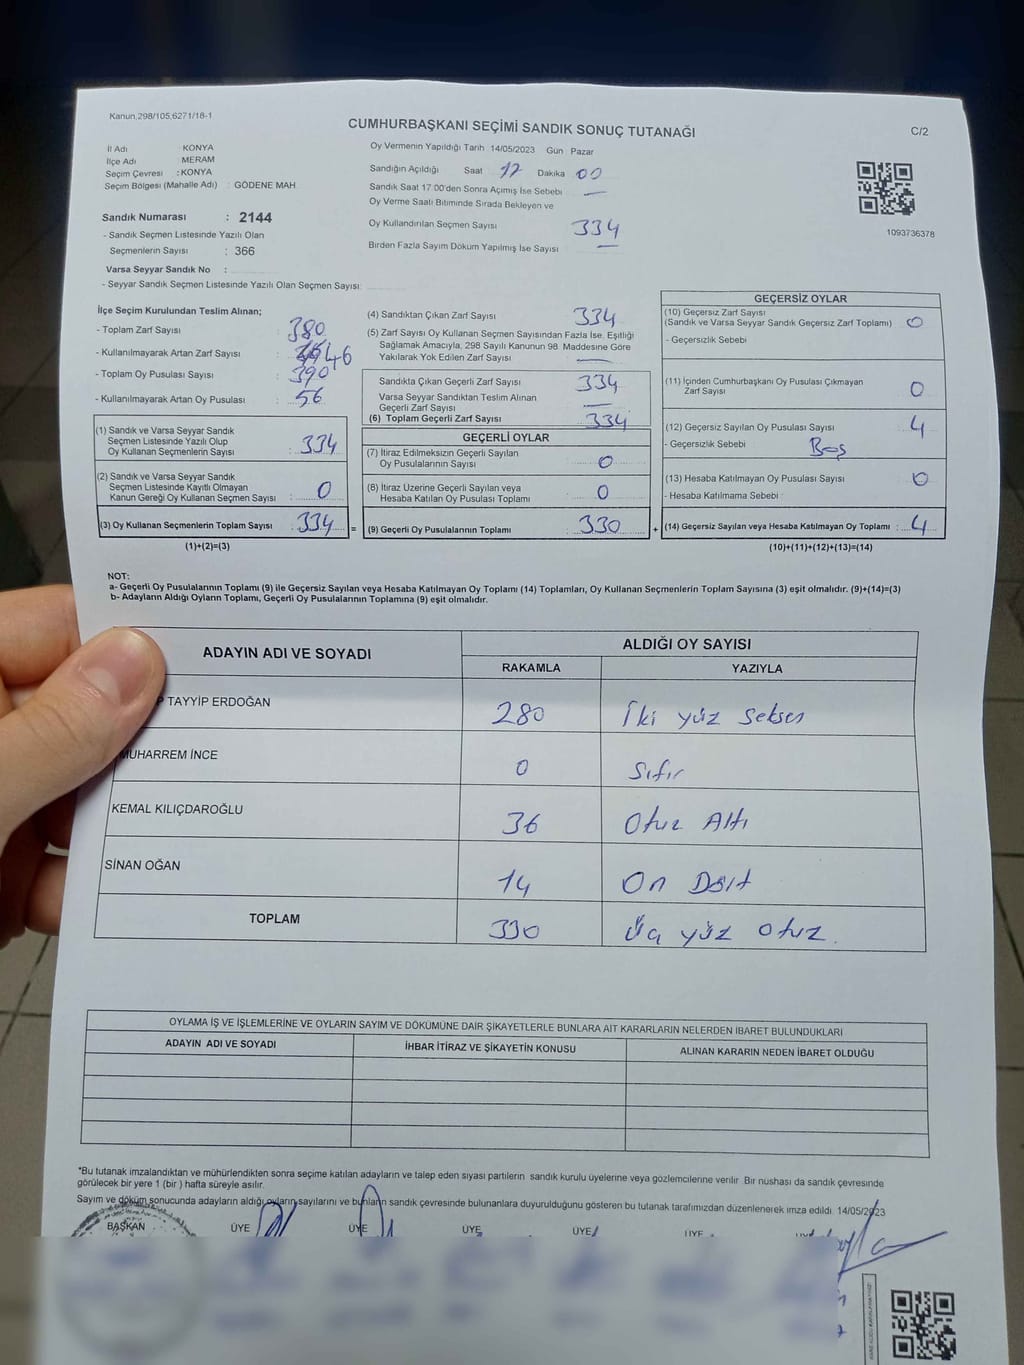 Kanun,298/105,6271/18-1
CUMHURBAŞKANI SEÇİMİ SANDIK SONUÇ TUTANAĞI
C/2
İl Adı : KONYA
İlçe Adı : MERAM
Seçim Çevresi : KONYA
Seçim Bölgesi (Mahalle Adı) : GÖDENE MAH.
Sandık Numarası : 2144
- Sandık Seçmen Listesinde Yazılı Olan
Seçmenlerin Sayısı : 366
Varsa Seyyar Sandık No :
- Seyyar Sandık Seçmen Listesinde Yazılı Olan Seçmen Sayısı:
Oy Vermenin Yapıldığı Tarih 14/05/2023 Gün Pazar
Sandığın Açıldığı Saat 17 Dakika 00
Sandık Saat 17.00'den Sonra Açımış İse Sebebi —
Oy Verme Saati Bitiminde Sırada Bekleyen ve
Oy Kullandırılan Seçmen Sayısı 334
Birden Fazla Sayım Döküm Yapılmış İse Sayısı —
1093736378
İlçe Seçim Kurulundan Teslim Alınan;
- Toplam Zarf Sayısı : 380
- Kullanılmayarak Artan Zarf Sayısı : 46
- Toplam Oy Pusulası Sayısı : 390
- Kullanılmayarak Artan Oy Pusulası : 56
(1) Sandık ve Varsa Seyyar Sandık
Seçmen Listesinde Yazılı Olup
Oy Kullanan Seçmenlerin Sayısı : 334
(2) Sandık ve Varsa Seyyar Sandık
Seçmen Listesinde Kayıtlı Olmayan
Kanun Gereği Oy Kullanan Seçmen Sayısı : 0
(3) Oy Kullanan Seçmenlerin Toplam Sayısı : 334
(1)+(2)=(3)
(4) Sandıktan Çıkan Zarf Sayısı 334
(5) Zarf Sayısı Oy Kullanan Seçmen Sayısından Fazla İse, Eşitliği
Sağlamak Amacıyla, 298 Sayılı Kanunun 98. Maddesine Göre
Yakılarak Yok Edilen Zarf Sayısı —
Sandıkta Çıkan Geçerli Zarf Sayısı 334
Varsa Seyyar Sandıktan Teslim Alınan
Geçerli Zarf Sayısı —
(6) Toplam Geçerli Zarf Sayısı 334
GEÇERLİ OYLAR
(7) İtiraz Edilmeksizin Geçerli Sayılan
Oy Pusulasının Sayısı 0
(8) İtiraz Üzerine Geçerli Sayılan veya
Hesaba Katılan Oy Pusulası Toplamı 0
= (9) Geçerli Oy Pusulalarının Toplamı 330 +
GEÇERSİZ OYLAR
(10) Geçersiz Zarf Sayısı
(Sandık ve Varsa Seyyar Sandık Geçersiz Zarf Toplamı) 0
- Geçersizlik Sebebi
(11) İçinden Cumhurbaşkanı Oy Pusulası Çıkmayan
Zarf Sayısı 0
(12) Geçersiz Sayılan Oy Pusulası Sayısı 4
- Geçersizlik Sebebi Boş
(13) Hesaba Katılmayan Oy Pusulası Sayısı 0
- Hesaba Katılmama Sebebi
(14) Geçersiz Sayılan veya Hesaba Katılmayan Oy Toplamı : 4
(10)+(11)+(12)+(13)=(14)
NOT:
a- Geçerli Oy Pusulalarının Toplamı (9) ile Geçersiz Sayılan veya Hesaba Katılmayan Oy Toplamı (14) Toplamları, Oy Kullanan Seçmenlerin Toplam Sayısına (3) eşit olmalıdır. (9)+(14)=(3)
b- Adayların Aldığı Oyların Toplamı, Geçerli Oy Pusulalarının Toplamına (9) eşit olmalıdır.
ADAYIN ADI VE SOYADI
ALDIĞI OY SAYISI
RAKAMLA YAZIYLA
P TAYYİP ERDOĞAN 280 İki yüz seksen
MUHARREM İNCE 0 Sıfır
KEMAL KILIÇDAROĞLU 36 Otuz Altı
SİNAN OĞAN 14 On Dört
TOPLAM 330 Üç yüz otuz.
OYLAMA İŞ VE İŞLEMLERİNE VE OYLARIN SAYIM VE DÖKÜMÜNE DAİR ŞİKAYETLERLE BUNLARA AİT KARARLARIN NELERDEN İBARET BULUNDUKLARI
ADAYIN ADI VE SOYADI İHBAR İTİRAZ VE ŞİKAYETİN KONUSU ALINAN KARARIN NEDEN İBARET OLDUĞU
*Bu tutanak imzalandıktan ve mühürlendikten sonra seçime katılan adayların ve talep eden siyasi partilerin sandık kurulu üyelerine veya gözlemcilerine verilir. Bir nüshası da sandık çevresinde
görülecek bir yere 1 (bir ) hafta süreyle asılır.
Sayım ve döküm sonucunda adayların aldığı oyların sayılarını ve bunların sandık çevresinde bulunanlara duyurulduğunu gösteren bu tutanak tarafımızdan düzenlenerek imza edildi. 14/05/2023
BAŞKAN ÜYE ÜYE ÜYE ÜYE ÜYE